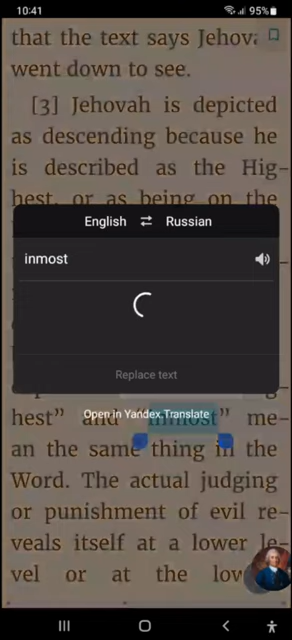 10:41
95%
that the text says Jehova
went down to see.
[3] Jehovah is depicted
as descending because he
is described as the Hig-
hest, or as being on the
English Russian
inmost
Replace text
Open in Yandex.Translate
hest” and “inmost” me-
an the same thing in the
Word. The actual judging
or punishment of evil re-
veals itself at a lower le-
vel or at the low